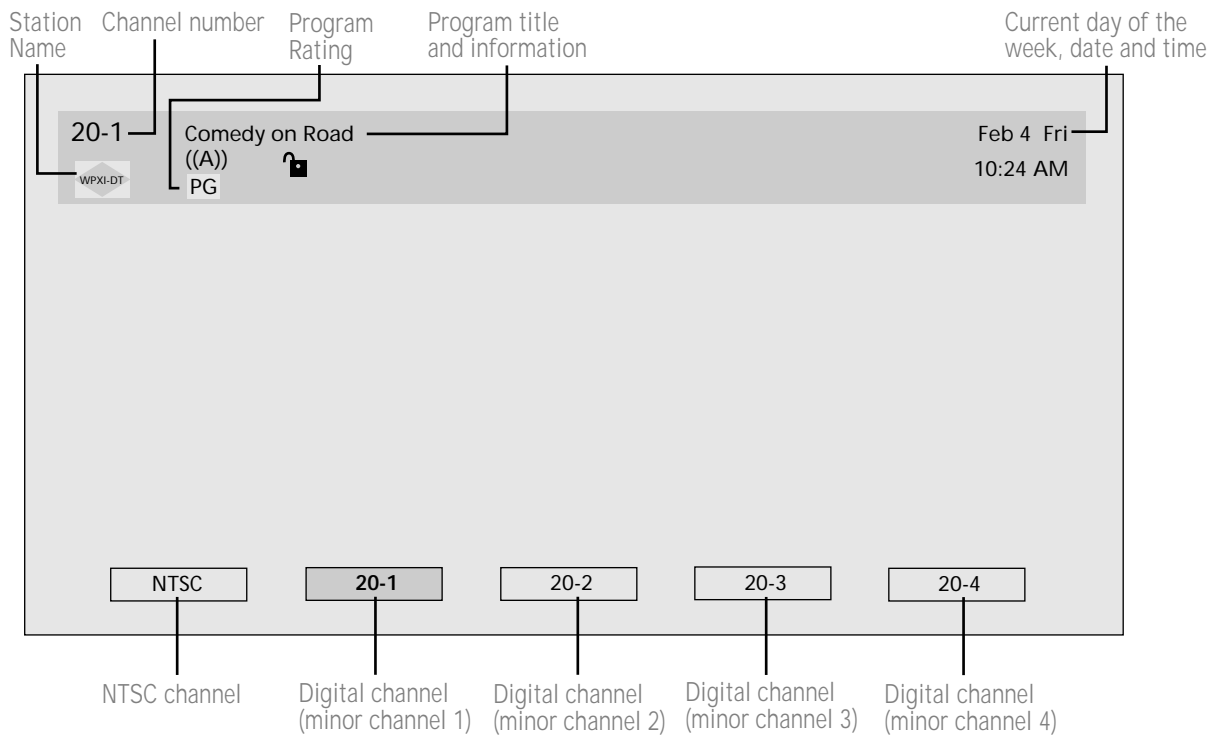 Station
Name
Channel number
Program
Rating
Program title
and information
Current day of the
week, date and time
20-1
Comedy on Road
((A))
PG
WPXI-DT
Feb 4 Fri
10:24 AM
NTSC
20-1
20-2
20-3
20-4
NTSC channel
Digital channel
(minor channel 1)
Digital channel
(minor channel 2)
Digital channel
(minor channel 3)
Digital channel
(minor channel 4)